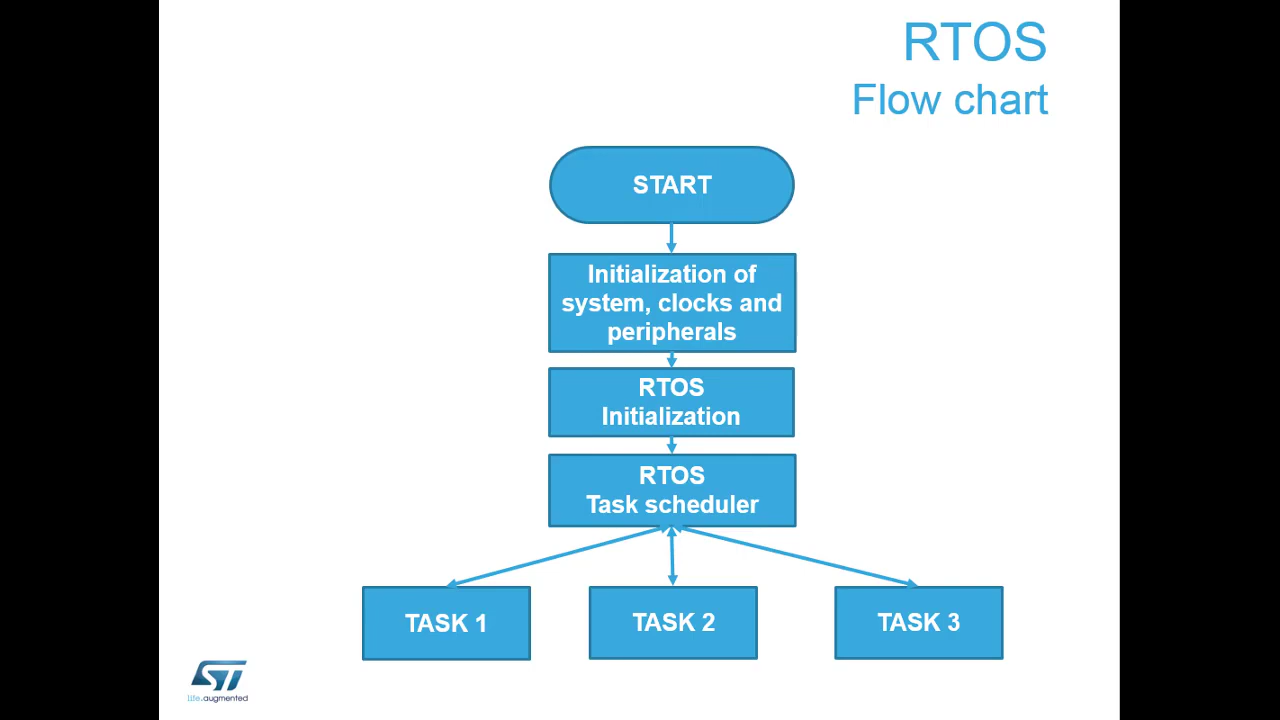 RTOS
Flow chart
START
Initialization of
system, clocks and
peripherals
RTOS
Initialization
RTOS
Task scheduler
TASK 1
TASK 2
TASK 3
ST
life.augmented